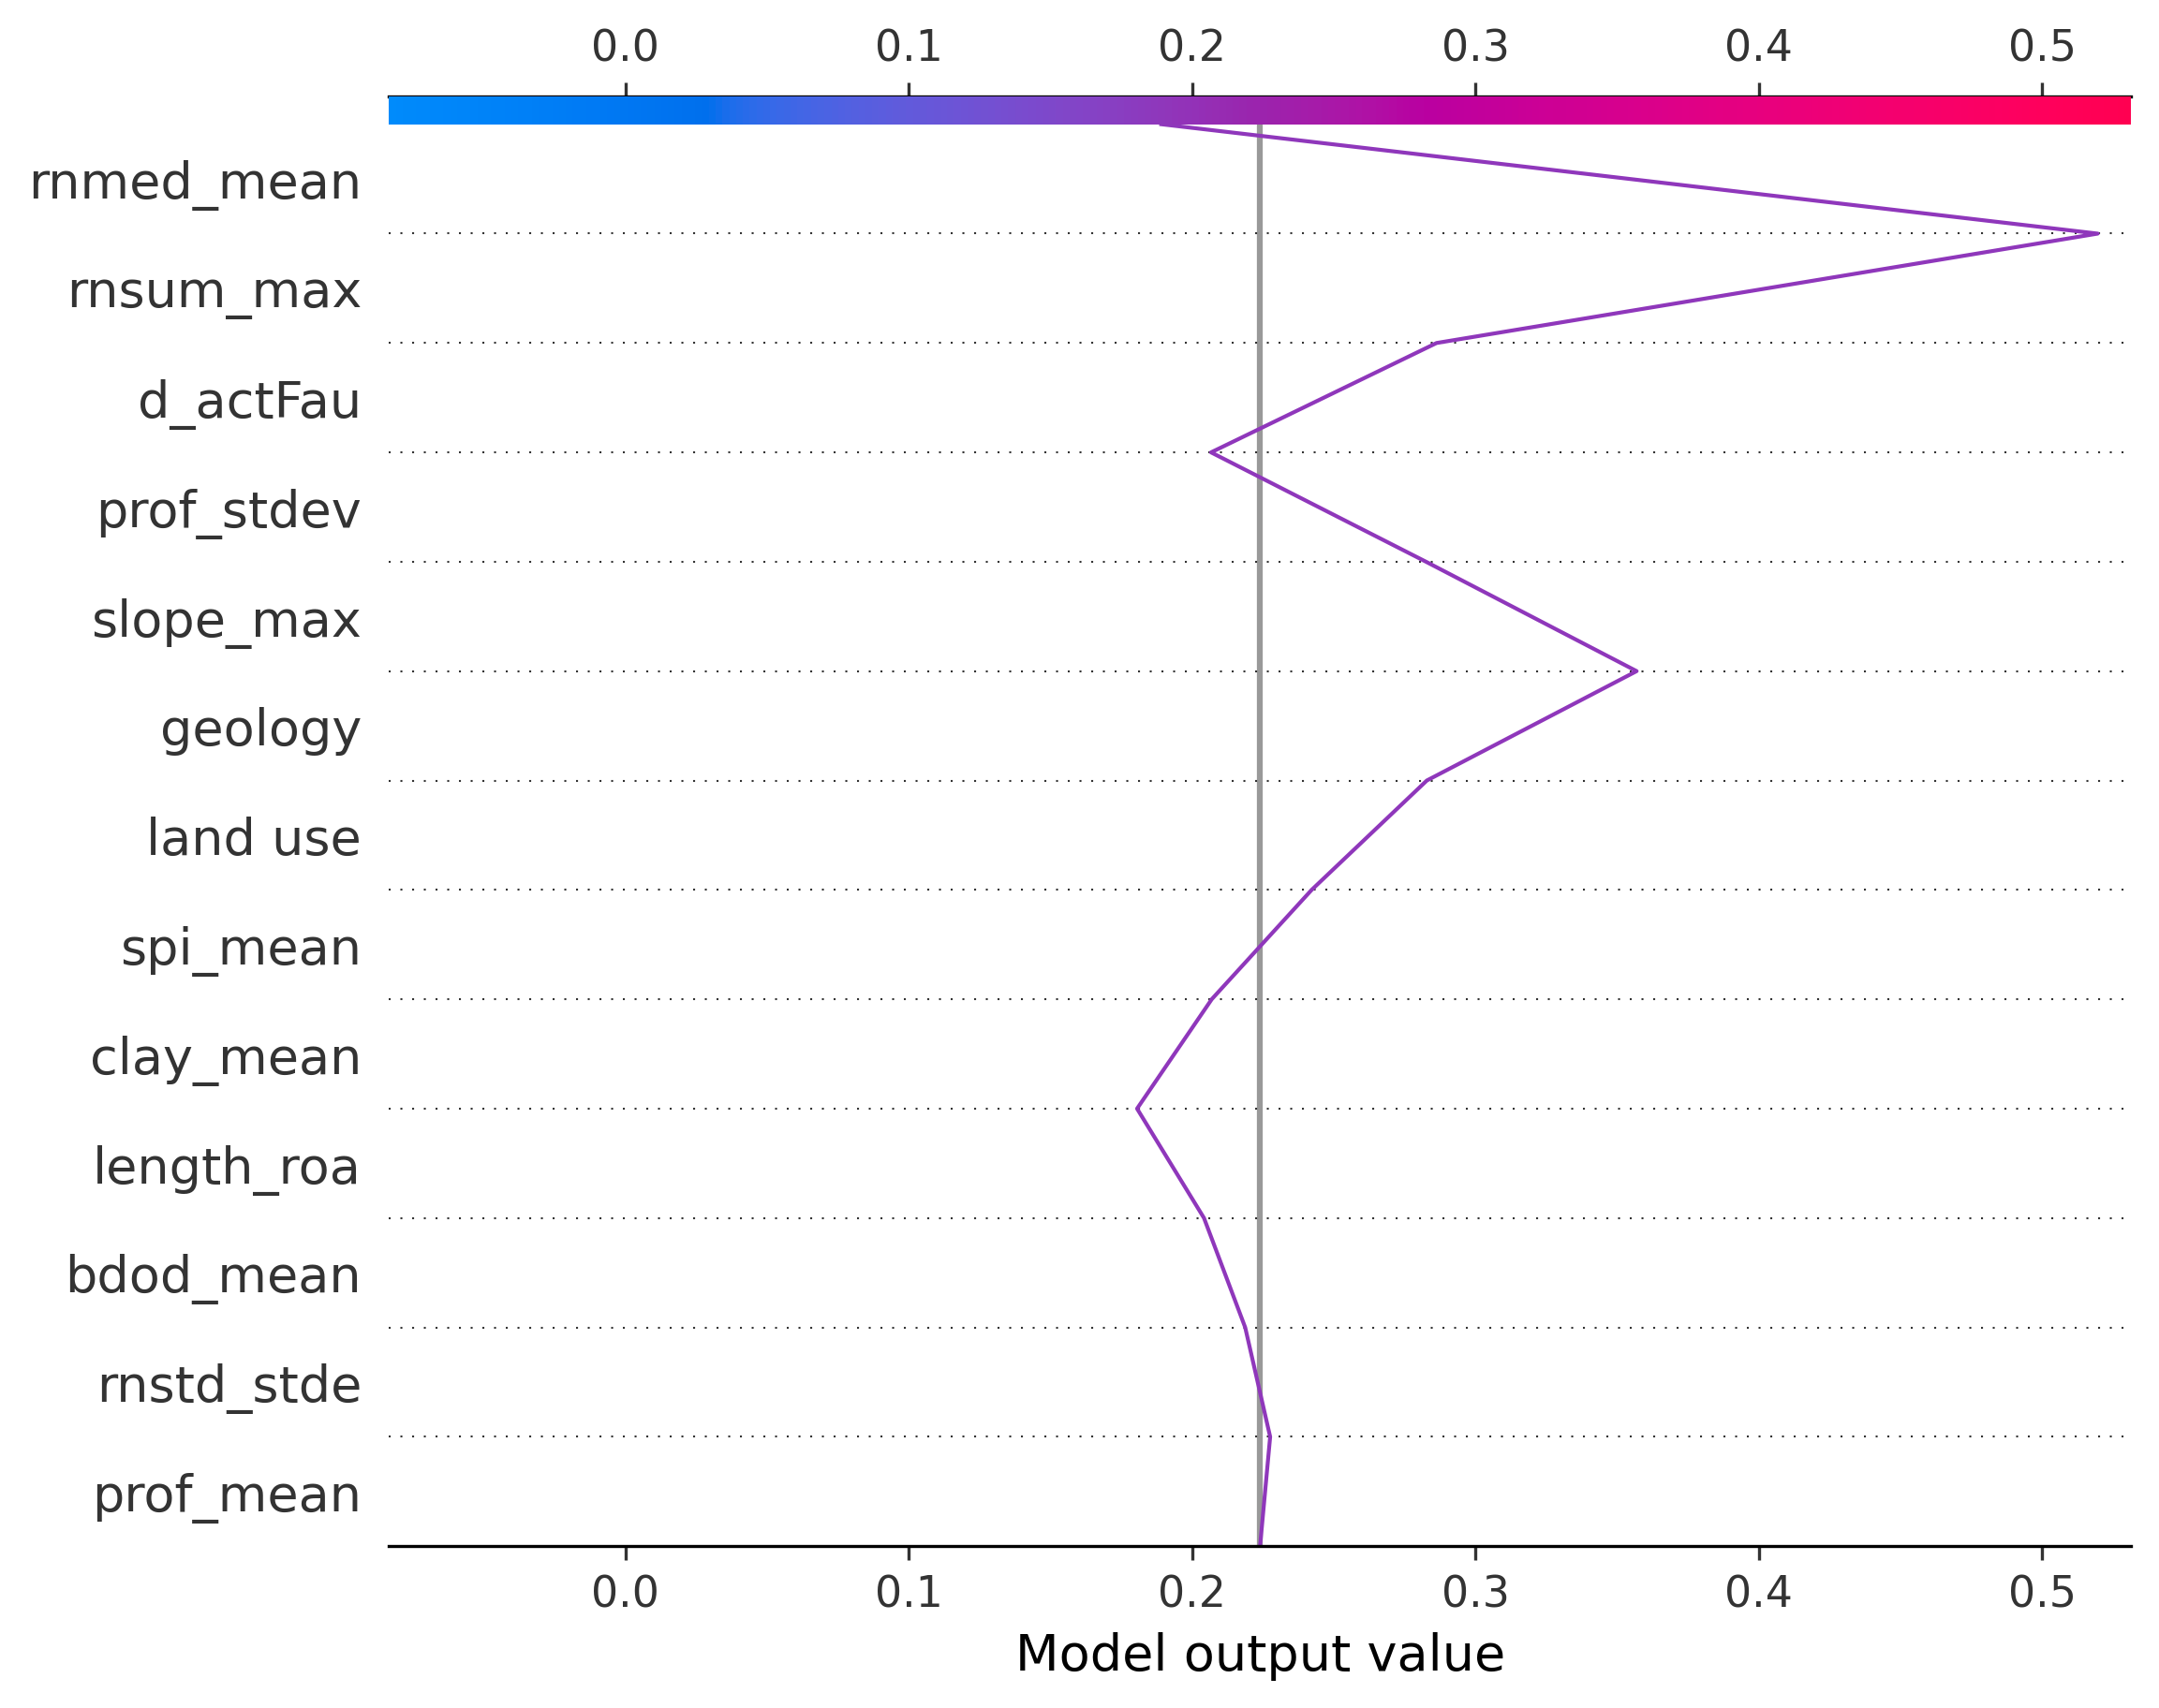 0.0 0.1 0.2 0.3 0.4 0.5
rnmed_mean
rnsum_max
d_actFau
prof_stdev
slope_max
geology
land use
spi_mean
clay_mean
length_roa
bdod_mean
rnstd_stde
prof_mean
0.0 0.1 0.2 0.3 0.4 0.5
Model output value